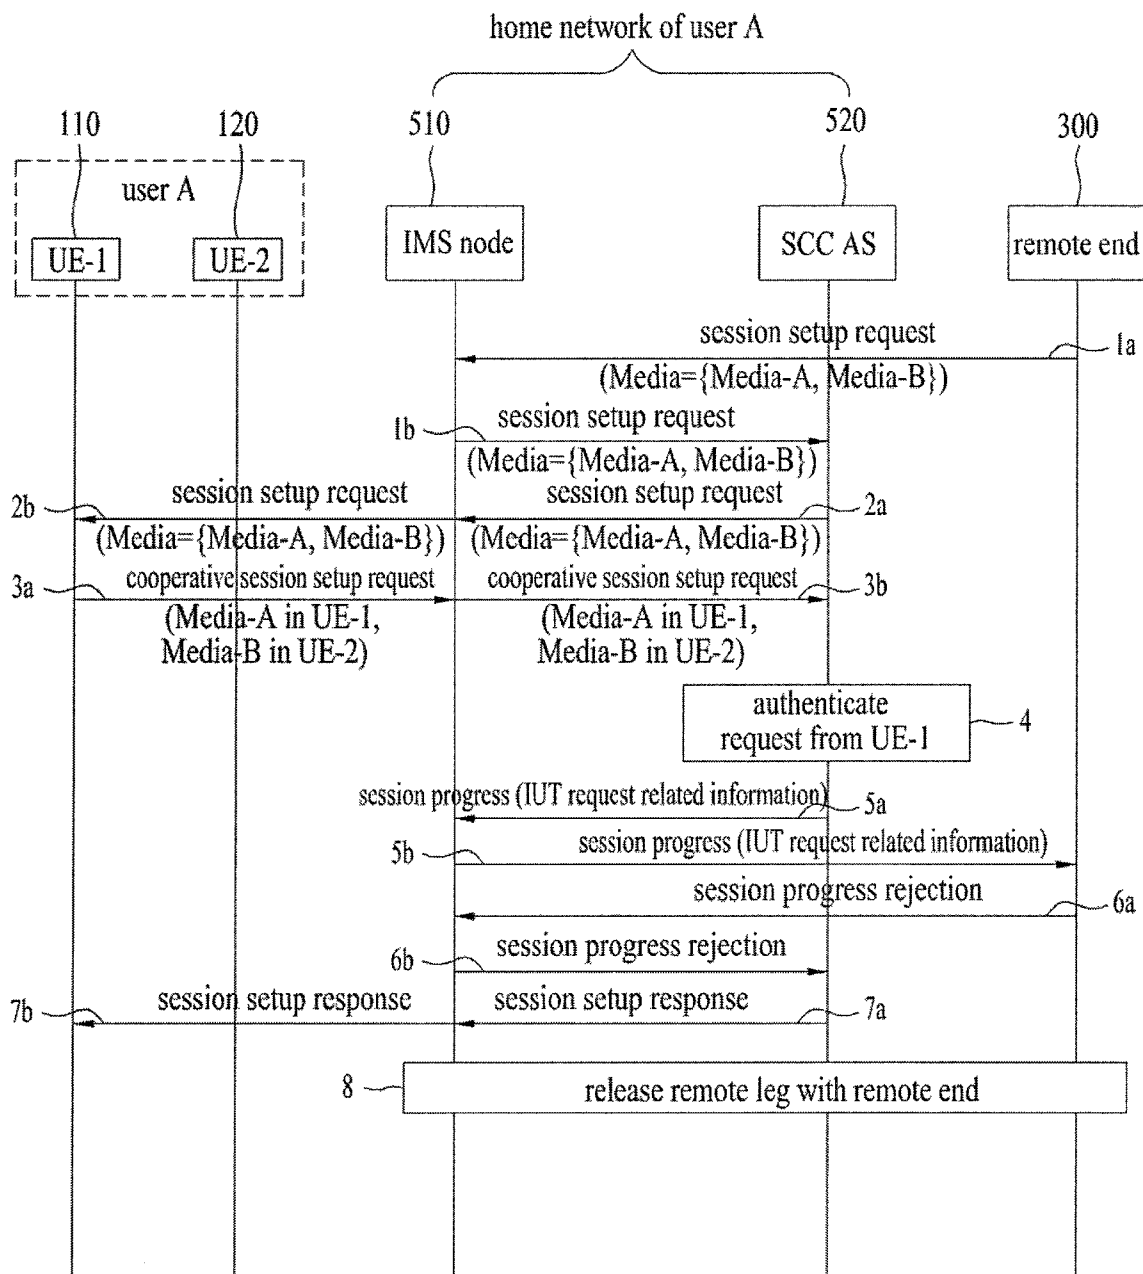 home network of user A
110
120
510
520
300
user A
UE-1
UE-2
IMS node
SCC AS
remote end
session setup request
1a
(Media={Media-A, Media-B})
1b
session setup request
(Media={Media-A, Media-B})
2b
session setup request
session setup request
2a
(Media={Media-A, Media-B})
(Media={Media-A, Media-B})
3a
cooperative session setup request
cooperative session setup request
3b
(Media-A in UE-1,
Media-B in UE-2)
(Media-A in UE-1,
Media-B in UE-2)
authenticate
request from UE-1
4
session progress (IUT request related information)
5a
5b
session progress (IUT request related information)
session progress rejection
6a
6b
session progress rejection
7b
session setup response
session setup response
7a
8
release remote leg with remote end